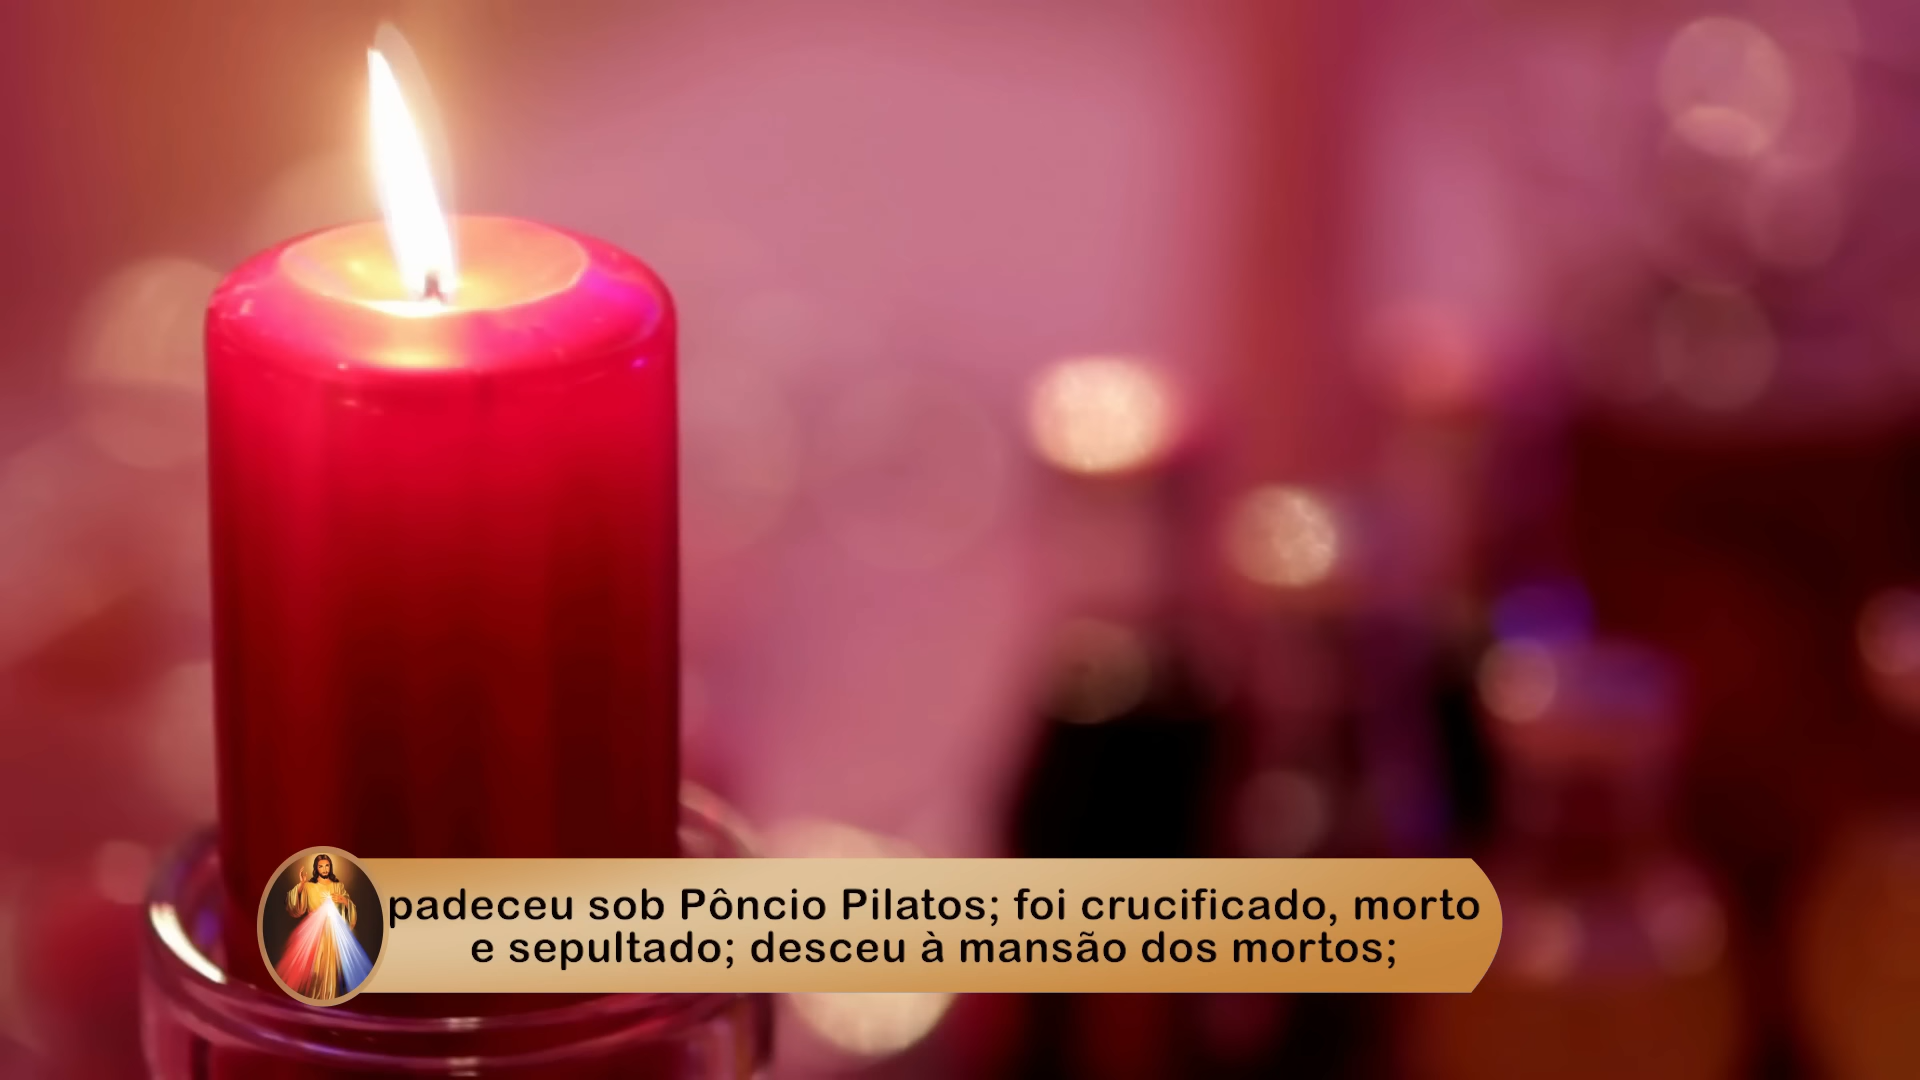 padeceu sob Pôncio Pilatos; foi crucificado, morto
e sepultado; desceu à mansão dos mortos;